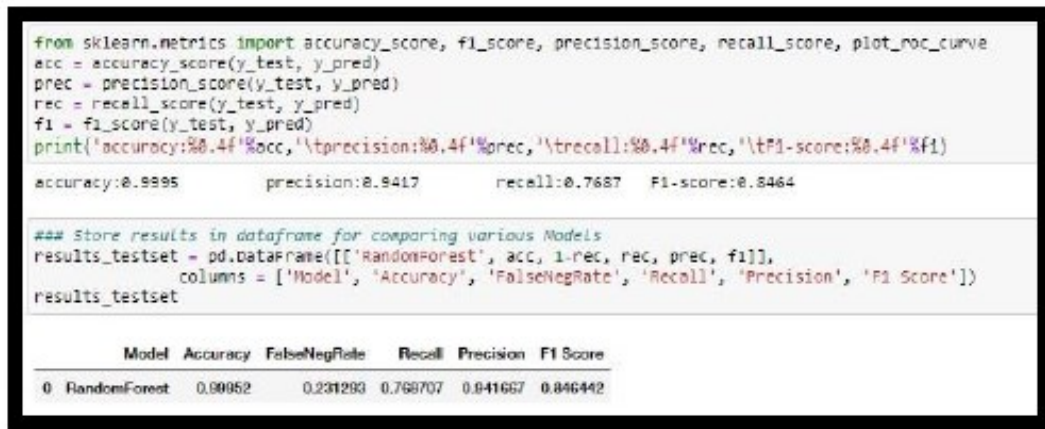 from sklearn.metrics import accuracy_score, f1_score, precision_score, recall_score, plot_roc_curve
acc = accuracy_score(y_test, y_pred)
prec = precision_score(y_test, y_pred)
rec = recall_score(y_test, y_pred)
f1 = f1_score(y_test, y_pred)
print('accuracy:%0.4f'%acc,'\tprecision:%0.4f'%prec,'\trecall:%0.4f'%rec,'\tF1-score:%0.4f'%f1)
accuracy:0.9995 precision:0.9417 recall:0.7687 F1-score:0.8464
### Store results in dataframe for comparing various Models
results_testset = pd.DataFrame([['RandomForest', acc, 1-rec, rec, prec, f1]],
columns = ['Model', 'Accuracy', 'FalseNegRate', 'Recall', 'Precision', 'F1 Score'])
results_testset
Model Accuracy FalseNegRate Recall Precision F1 Score
0 RandomForest 0.99952 0.231293 0.768707 0.941667 0.846442